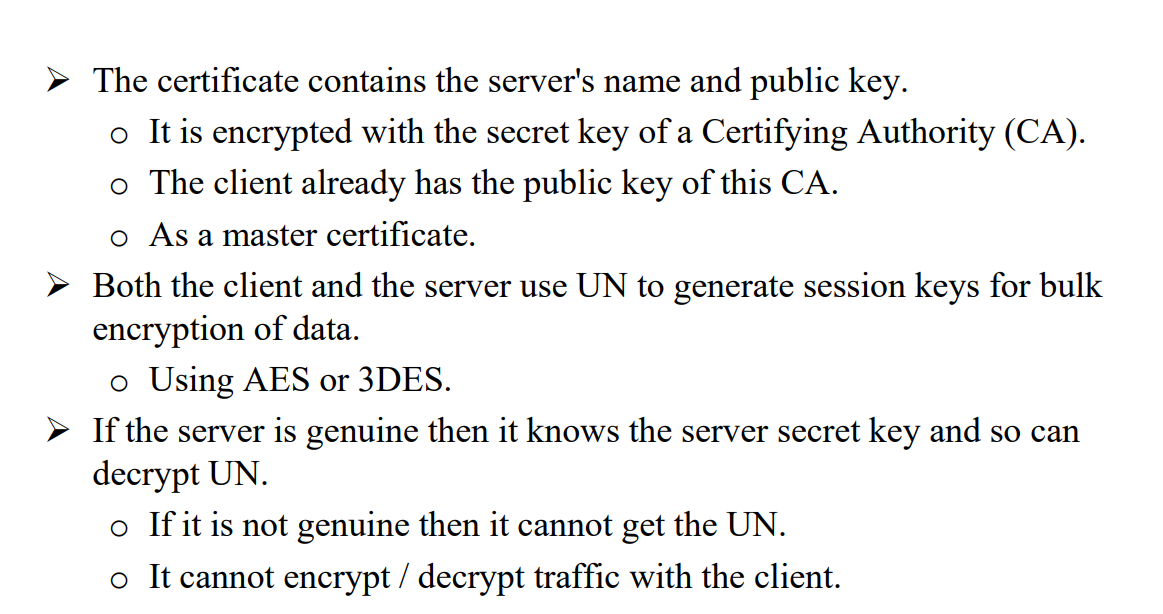 ➢ The certificate contains the server's name and public key.
o It is encrypted with the secret key of a Certifying Authority (CA).
o The client already has the public key of this CA.
o As a master certificate.
➢ Both the client and the server use UN to generate session keys for bulk
encryption of data.
o Using AES or 3DES.
➢ If the server is genuine then it knows the server secret key and so can
decrypt UN.
o If it is not genuine then it cannot get the UN.
o It cannot encrypt / decrypt traffic with the client.